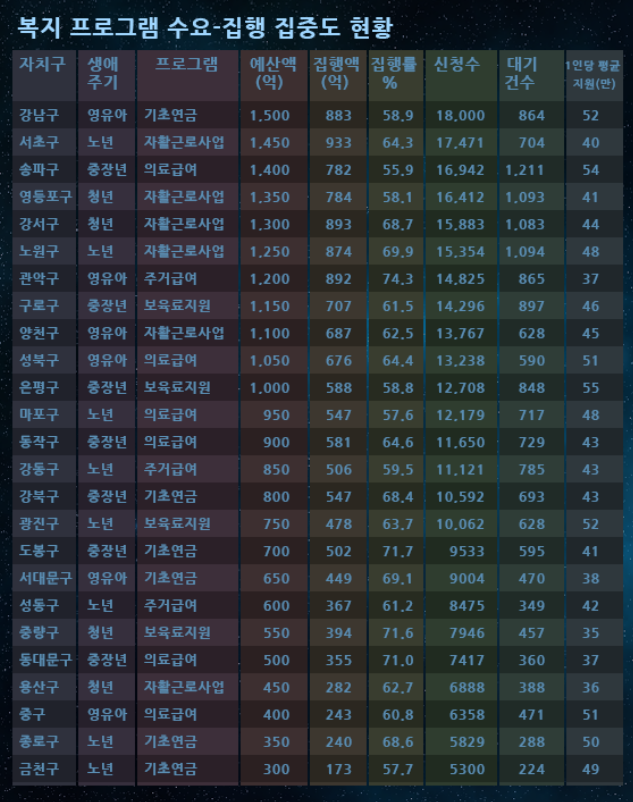 복지 프로그램 수요-집행 집중도 현황
자치구 생애주기 프로그램 예산액(억) 집행액(억) 집행률% 신청수 대기건수 1인당 평균지원(만)
강남구 영유아 기초연금 1,500 883 58.9 18,000 864 52
서초구 노년 자활근로사업 1,450 933 64.3 17,471 704 40
송파구 중장년 의료급여 1,400 782 55.9 16,942 1,211 54
영등포구 청년 자활근로사업 1,350 784 58.1 16,412 1,093 41
강서구 청년 자활근로사업 1,300 893 68.7 15,883 1,083 44
노원구 노년 자활근로사업 1,250 874 69.9 15,354 1,094 48
관악구 영유아 주거급여 1,200 892 74.3 14,825 865 37
구로구 중장년 보육료지원 1,150 707 61.5 14,296 897 46
양천구 영유아 자활근로사업 1,100 687 62.5 13,767 628 45
성북구 영유아 의료급여 1,050 676 64.4 13,238 590 51
은평구 중장년 보육료지원 1,000 588 58.8 12,708 848 55
마포구 노년 의료급여 950 547 57.6 12,179 717 48
동작구 중장년 의료급여 900 581 64.6 11,650 729 43
강동구 노년 주거급여 850 506 59.5 11,121 785 43
강북구 중장년 기초연금 800 547 68.4 10,592 693 43
광진구 노년 보육료지원 750 478 63.7 10,062 628 52
도봉구 중장년 기초연금 700 502 71.7 9533 595 41
서대문구 영유아 기초연금 650 449 69.1 9004 470 38
성동구 노년 주거급여 600 367 61.2 8475 349 42
중랑구 청년 보육료지원 550 394 71.6 7946 457 35
동대문구 중장년 의료급여 500 355 71.0 7417 360 37
용산구 청년 자활근로사업 450 282 62.7 6888 388 36
중구 영유아 의료급여 400 243 60.8 6358 471 51
종로구 노년 기초연금 350 240 68.6 5829 288 50
금천구 노년 기초연금 300 173 57.7 5300 224 49